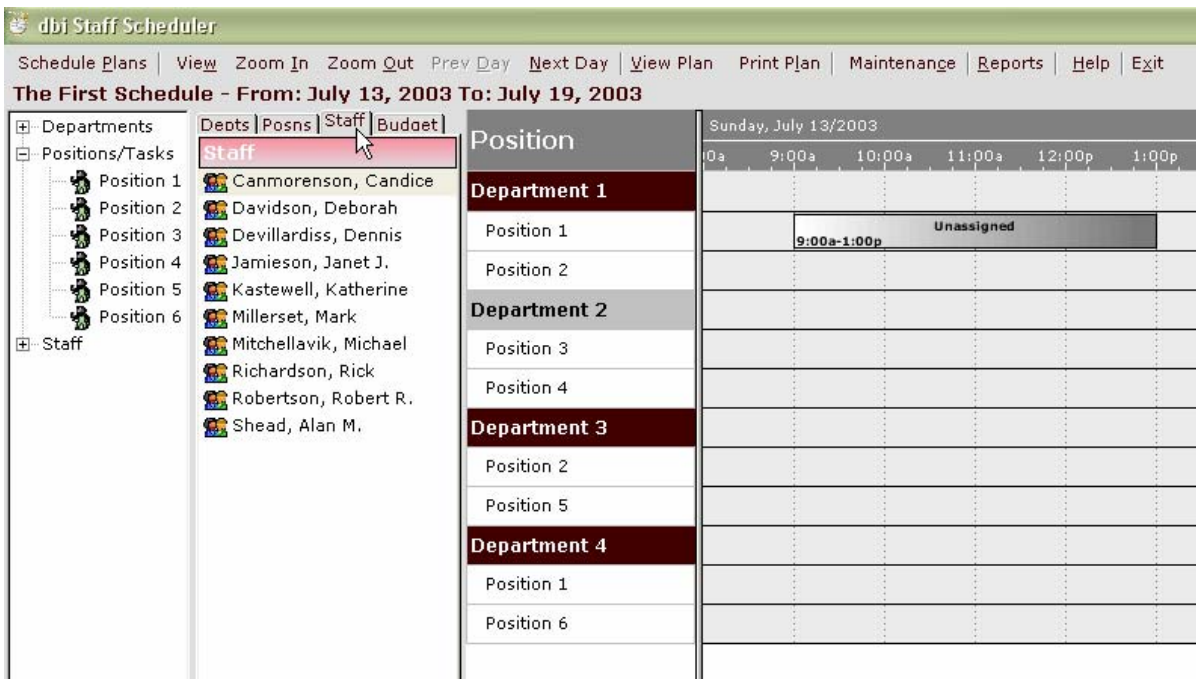 dbi Staff Scheduler
Schedule Plans View Zoom In Zoom Out Prev Day Next Day View Plan Print Plan Maintenance Reports Help Exit
The First Schedule - From: July 13, 2003 To: July 19, 2003
Departments
Positions/Tasks
Position 1
Position 2
Position 3
Position 4
Position 5
Position 6
Staff
Depts Posns Staff Budget
Staff
Canmorenson, Candice
Davidson, Deborah
Devillardiss, Dennis
Jamieson, Janet J.
Kastewell, Katherine
Millerset, Mark
Mitchellavik, Michael
Richardson, Rick
Robertson, Robert R.
Shead, Alan M.
Position
Department 1
Position 1
Position 2
Department 2
Position 3
Position 4
Department 3
Position 2
Position 5
Department 4
Position 1
Position 6
Sunday, July 13/2003
0a 9:00a 10:00a 11:00a 12:00p 1:00p
Unassigned
9:00a-1:00p